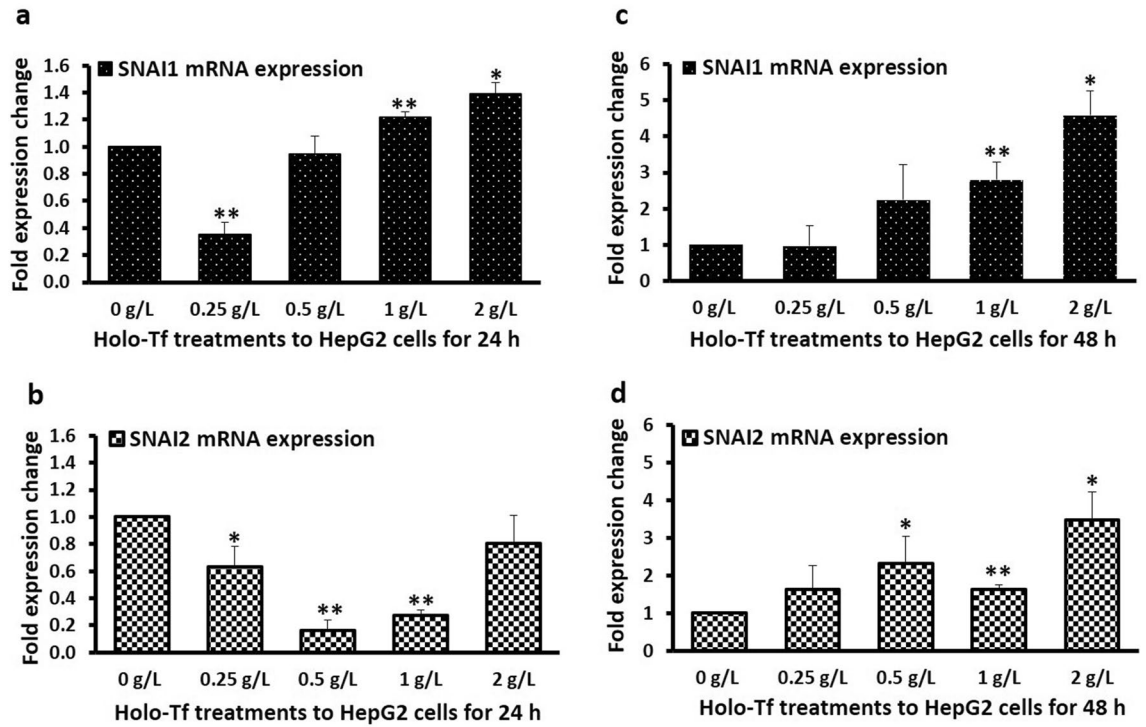 a
SNAI1 mRNA expression
Fold expression change
1.6
1.4
1.2
1.0
0.8
0.6
0.4
0.2
0.0
**
**
*
0 g/L 0.25 g/L 0.5 g/L 1 g/L 2 g/L
Holo-Tf treatments to HepG2 cells for 24 h
b
SNAI2 mRNA expression
Fold expression change
1.6
1.4
1.2
1.0
0.8
0.6
0.4
0.2
0.0
*
**
**
0 g/L 0.25 g/L 0.5 g/L 1 g/L 2 g/L
Holo-Tf treatments to HepG2 cells for 24 h
c
SNAI1 mRNA expression
Fold expression change
6
5
4
3
2
1
0
**
*
0 g/L 0.25 g/L 0.5 g/L 1 g/L 2 g/L
Holo-Tf treatments to HepG2 cells for 48 h
d
SNAI2 mRNA expression
Fold expression change
6
5
4
3
2
1
0
*
**
*
0 g/L 0.25 g/L 0.5 g/L 1 g/L 2 g/L
Holo-Tf treatments to HepG2 cells for 48 h